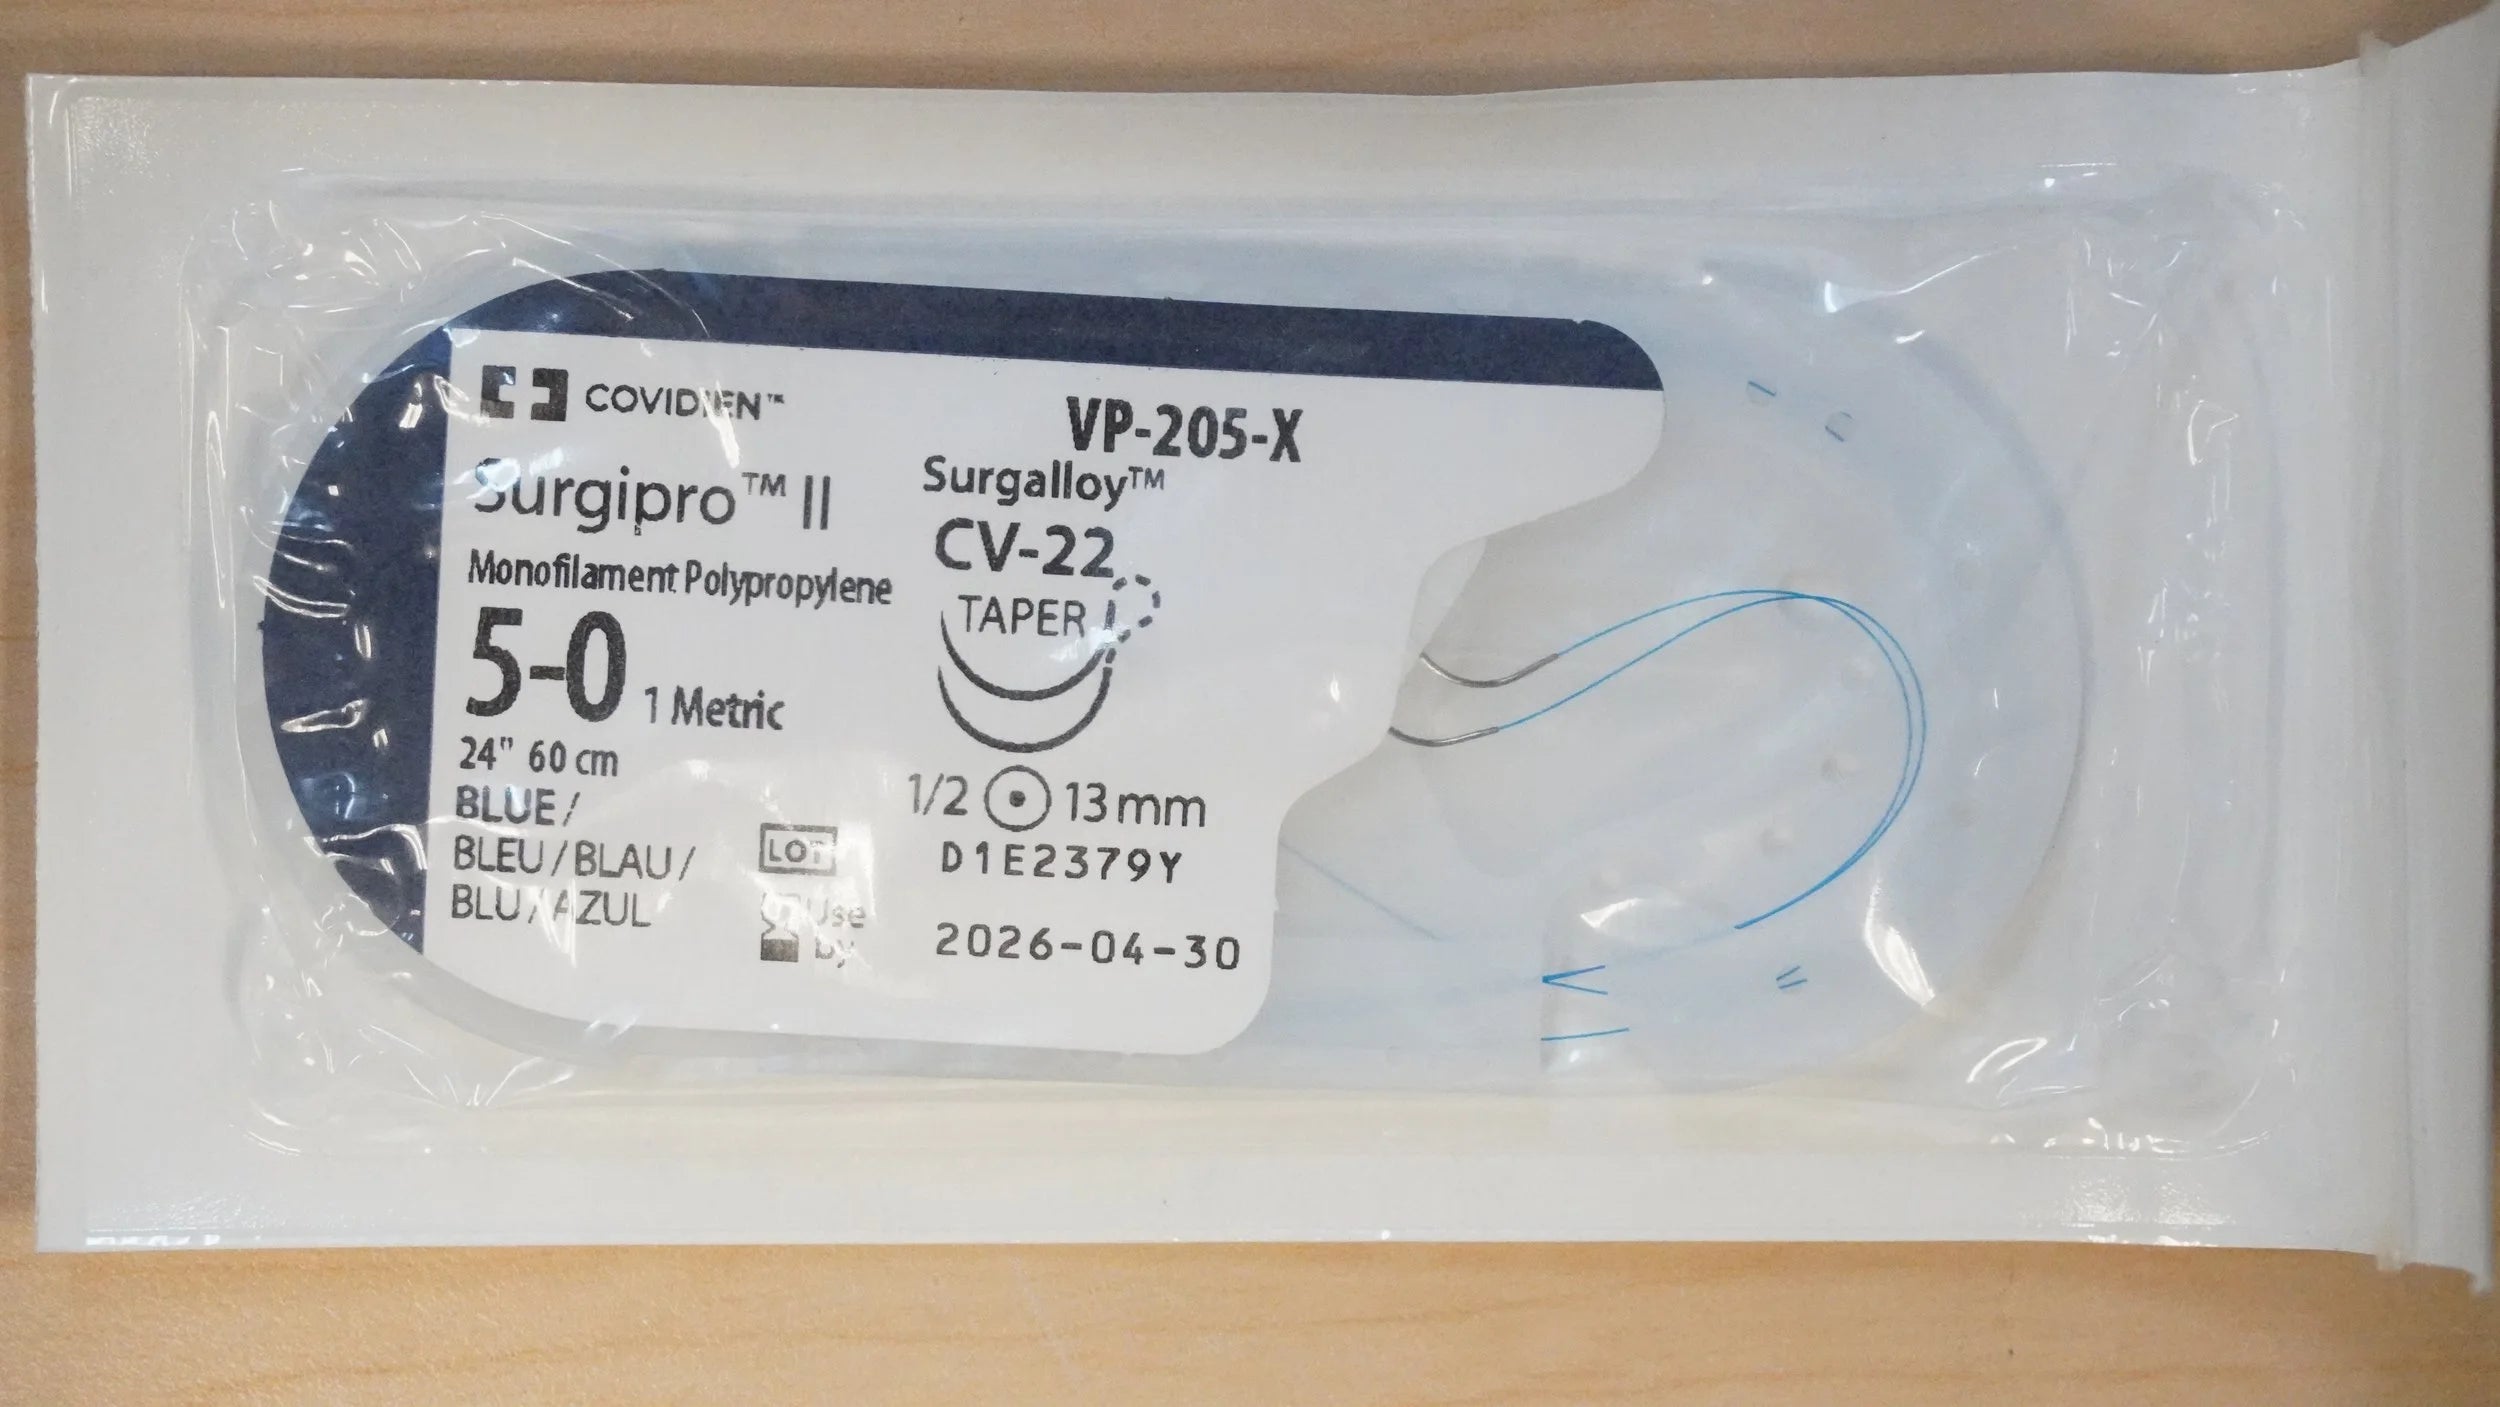 COVIDIEN™
VP-205-X
Surgipro™ II
Surgalloy™
Monofilament Polypropylene
CV-22
TAPER
5-0 1 Metric
24" 60 cm
1/2 13 mm
BLUE /
BLEU / BLAU /
BLU / AZUL
LOT D1E2379Y
Use
by 2026-04-30